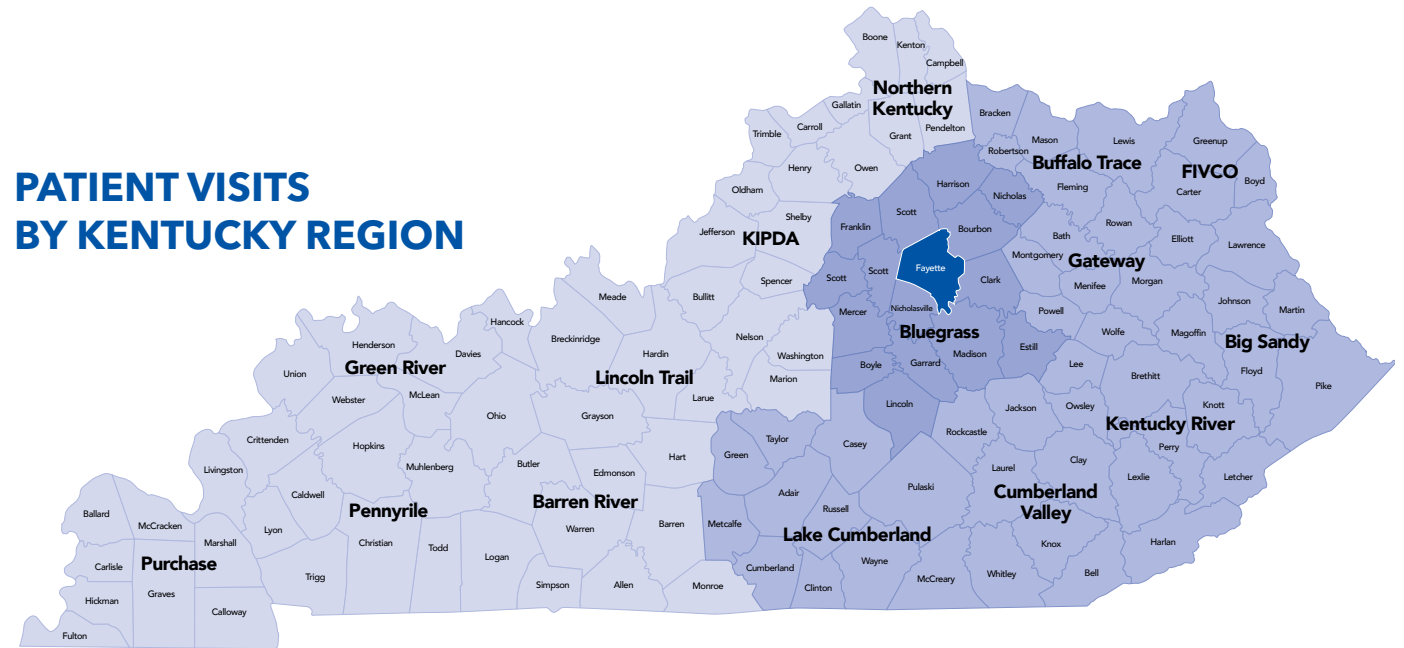 PATIENT VISITS
BY KENTUCKY REGION
Boone
Kenton
Campbell
Northern
Kentucky
Gallatin
Carroll
Trimble
Grant
Pendelton
Henry
Owen
Oldham
Shelby
Jefferson
KIPDA
Spencer
Bullitt
Bracken
Mason
Lewis
Robertson
Buffalo Trace
Fleming
Greenup
FIVCO
Boyd
Carter
Rowan
Elliott
Lawrence
Bath
Montgomery
Gateway
Menifee
Morgan
Harrison
Nicholas
Scott
Bourbon
Franklin
Fayette
Scott
Scott
Clark
Nicholasville
Mercer
Bluegrass
Madison
Estill
Boyle
Garrard
Lincoln
Powell
Wolfe
Magoffin
Johnson
Martin
Big Sandy
Floyd
Pike
Lee
Brethitt
Knott
Owsley
Jackson
Kentucky River
Perry
Rockcastle
Laurel
Clay
Lexlie
Letcher
Cumberland
Valley
Knox
Harlan
Whitley
Bell
Meade
Hancock
Breckinridge
Nelson
Washington
Hardin
Lincoln Trail
Marion
Larue
Grayson
Henderson
Davies
Green River
Union
Webster
McLean
Ohio
Crittenden
Hopkins
Muhlenberg
Livingston
Caldwell
Lyon
Pennyrile
Christian
Todd
Trigg
Butler
Edmonson
Hart
Barren River
Warren
Barren
Logan
Simpson
Allen
Monroe
Ballard
McCracken
Marshall
Carlisle
Purchase
Hickman
Graves
Calloway
Fulton
Green
Taylor
Casey
Adair
Pulaski
Russell
Metcalfe
Lake Cumberland
Cumberland
Wayne
Clinton
McCreary